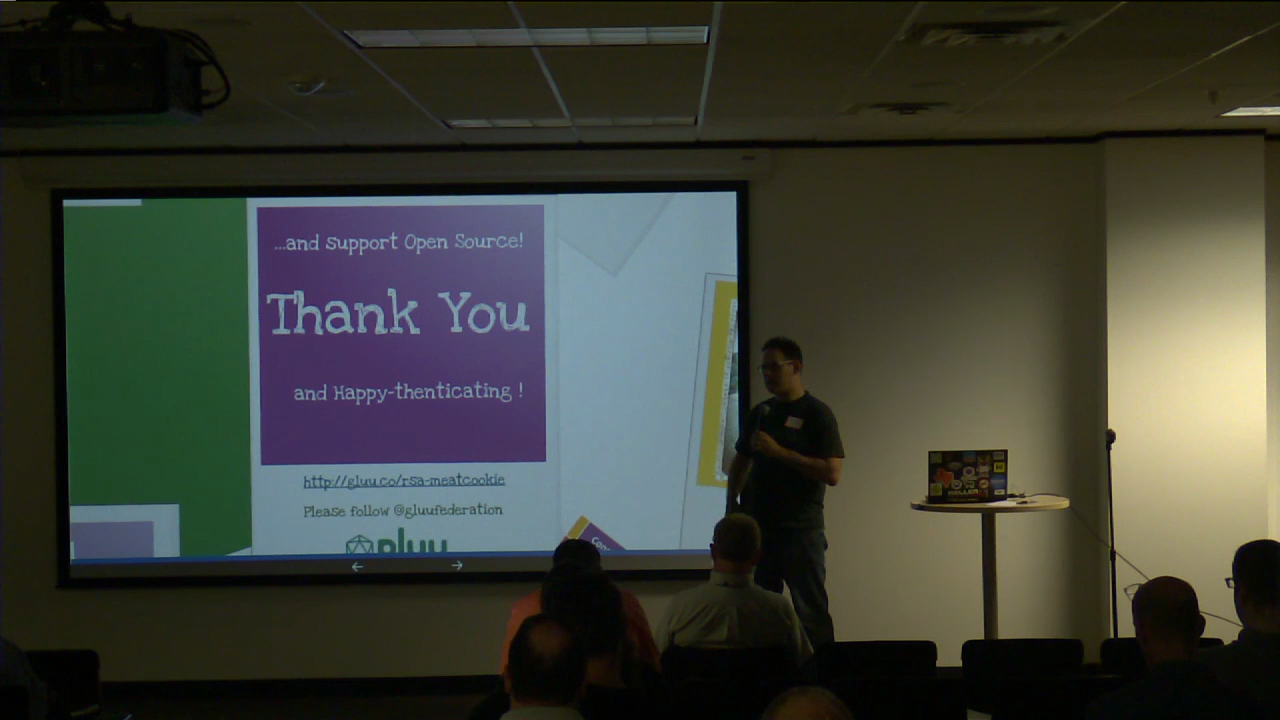 ...and support Open Source!
Thank You
and Happy-thenticating !
http://gluu.co/rsa-meatcookie
Please follow @gluufederation
gluu